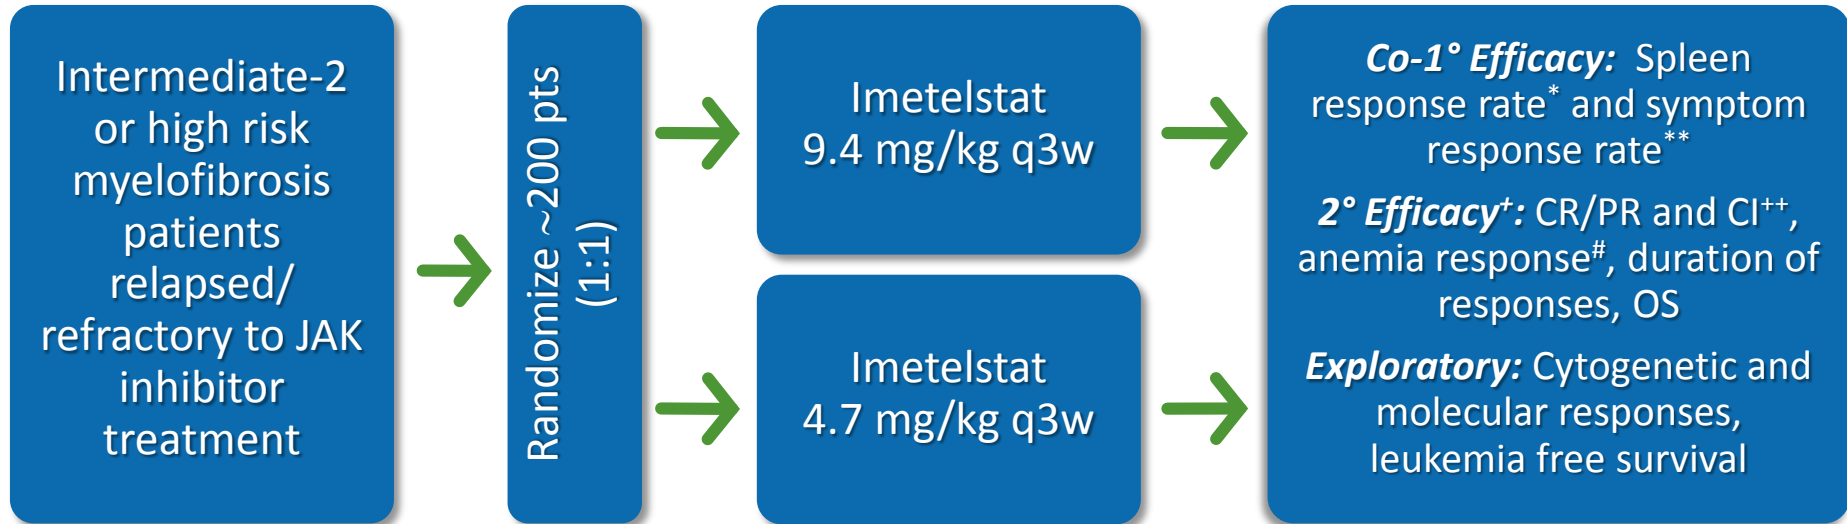 Intermediate-2
or high risk
myelofibrosis
patients
relapsed/
refractory to JAK
inhibitor
treatment
Randomize ~200 pts
(1:1)
Imetelstat
9.4 mg/kg q3w
Imetelstat
4.7 mg/kg q3w
Co-1° Efficacy: Spleen
response rate* and symptom
response rate**
2° Efficacy+: CR/PR and CI++,
anemia response#, duration of
responses, OS
Exploratory: Cytogenetic and
molecular responses,
leukemia free survival